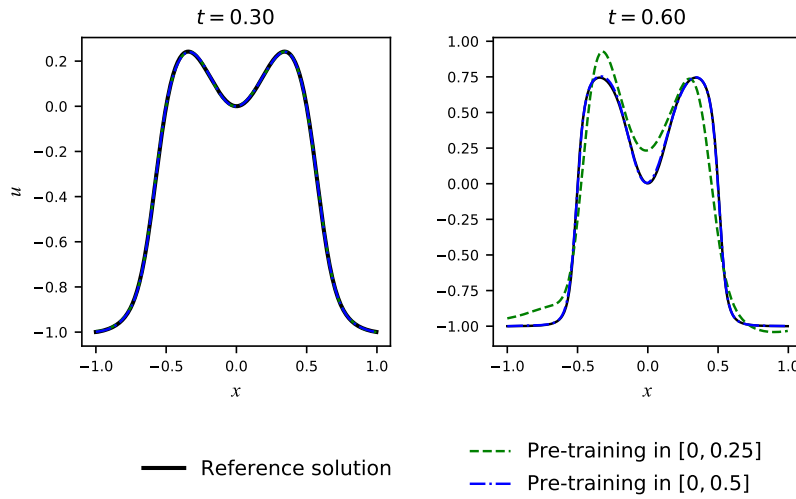 t = 0.30
t = 0.60
0.2
0.0
−0.2
−0.4
−0.6
−0.8
−1.0
u
−1.0 −0.5 0.0 0.5 1.0
x
1.00
0.75
0.50
0.25
0.00
−0.25
−0.50
−0.75
−1.00
−1.0 −0.5 0.0 0.5 1.0
x
Reference solution
Pre-training in [0, 0.25]
Pre-training in [0, 0.5]